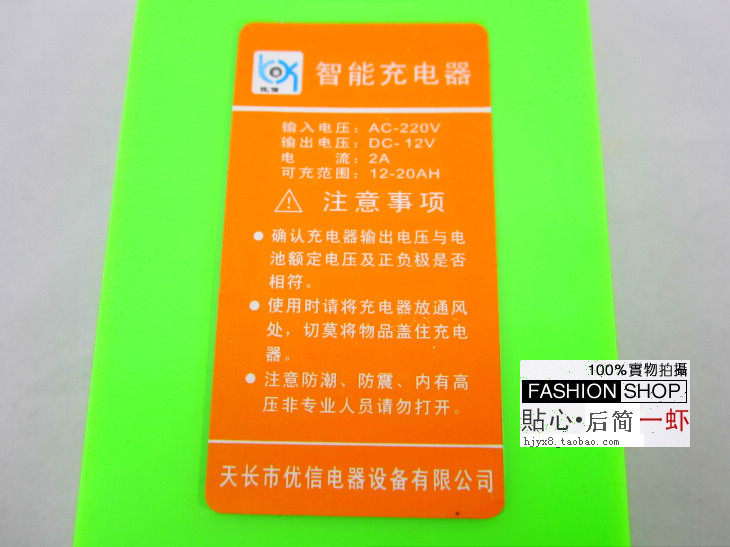 优信
智能充电器
输入电压：AC-220V
输出电压：DC- 12V
电　　流：2A
可充范围：12-20AH
注意事项
● 确认充电器输出电压与电
池额定电压及正负极是否
相符。
● 使用时请将充电器放通风
处，切莫将物品盖住充电
器。
● 注意防潮、防震、内有高
压非专业人员请勿打开。
天长市优信电器设备有限公司
100%實物拍攝
FASHION SHOP
貼心•后简一虾
hjyx8.taobao.com